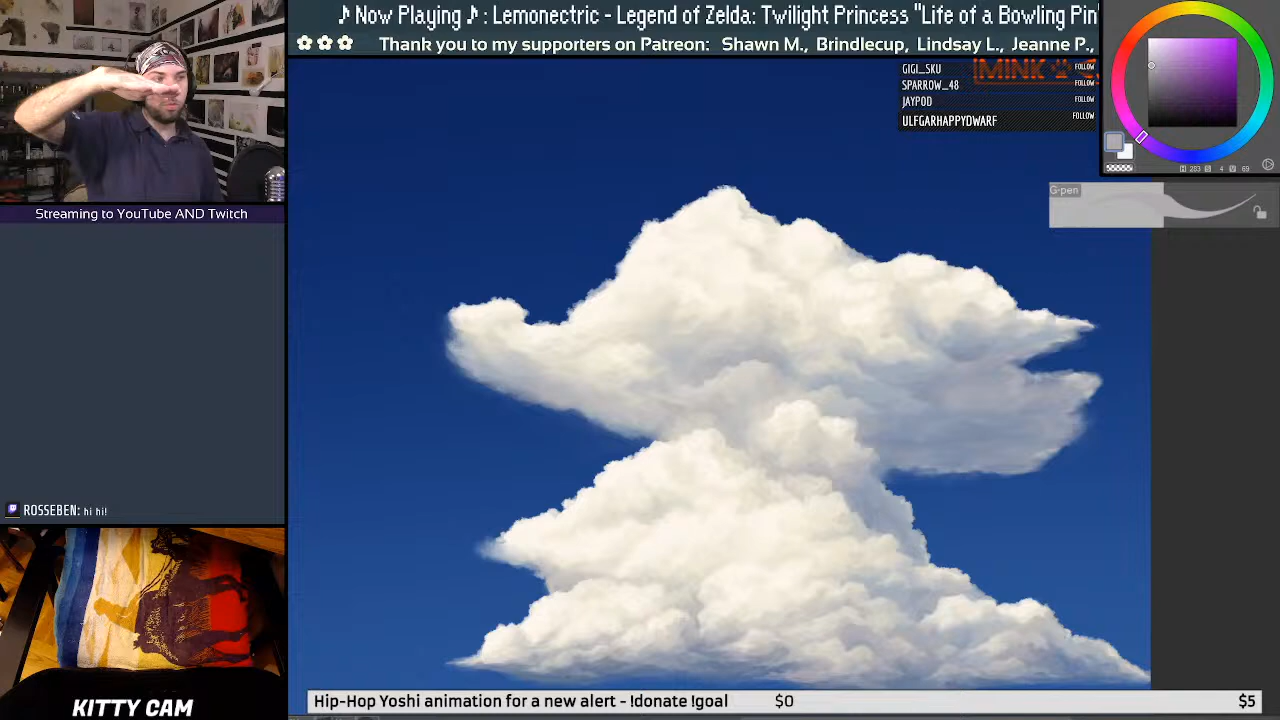 ♪ Now Playing ♪ : Lemonectric - Legend of Zelda: Twilight Princess "Life of a Bowling Pin
✿ ✿ ✿ Thank you to my supporters on Patreon: Shawn M., Brindlecup, Lindsay L., Jeanne P.,
GIGI_SKU FOLLOW
SPARROW_48 FOLLOW
JAYPOD FOLLOW
ULFGARHAPPYDWARF FOLLOW
G-pen
Streaming to YouTube AND Twitch
ROSSEBEN: hi hi!
KITTY CAM
Hip-Hop Yoshi animation for a new alert - !donate !goal $0 $5